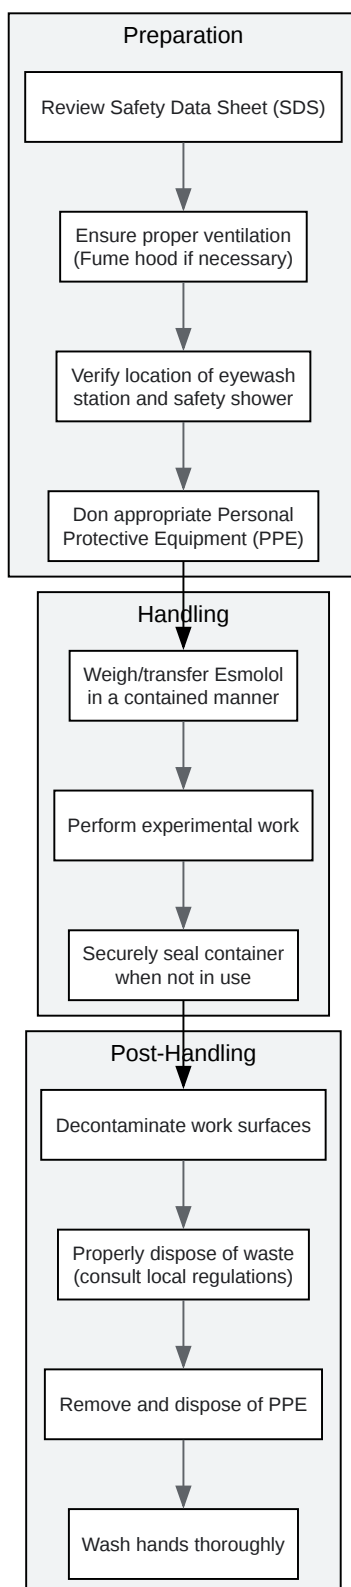 Preparation
Review Safety Data Sheet (SDS)
Ensure proper ventilation
(Fume hood if necessary)
Verify location of eyewash
station and safety shower
Don appropriate Personal
Protective Equipment (PPE)
Handling
Weigh/transfer Esmolol
in a contained manner
Perform experimental work
Securely seal container
when not in use
Post-Handling
Decontaminate work surfaces
Properly dispose of waste
(consult local regulations)
Remove and dispose of PPE
Wash hands thoroughly